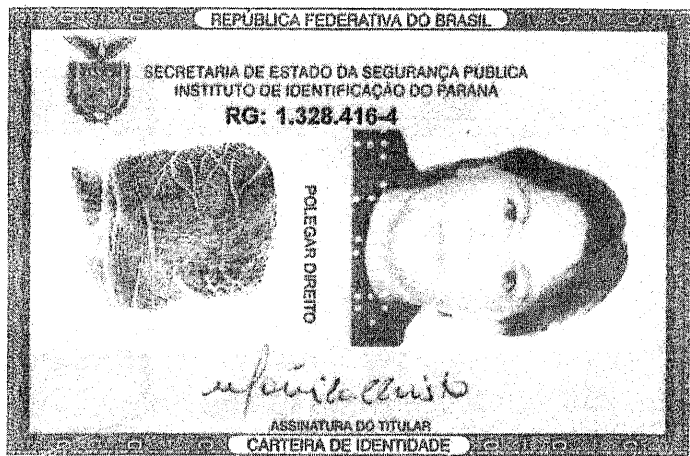 REPÚBLICA FEDERATIVA DO BRASIL
SECRETARIA DE ESTADO DA SEGURANÇA PÚBLICA
INSTITUTO DE IDENTIFICAÇÃO DO PARANÁ
RG: 1.328.416-4
POLEGAR DIREITO
ASSINATURA DO TITULAR
CARTEIRA DE IDENTIDADE